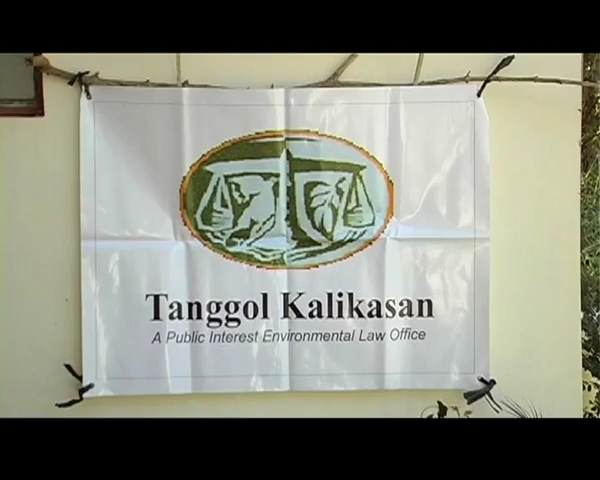 Tanggol Kalikasan
A Public Interest Environmental Law Office